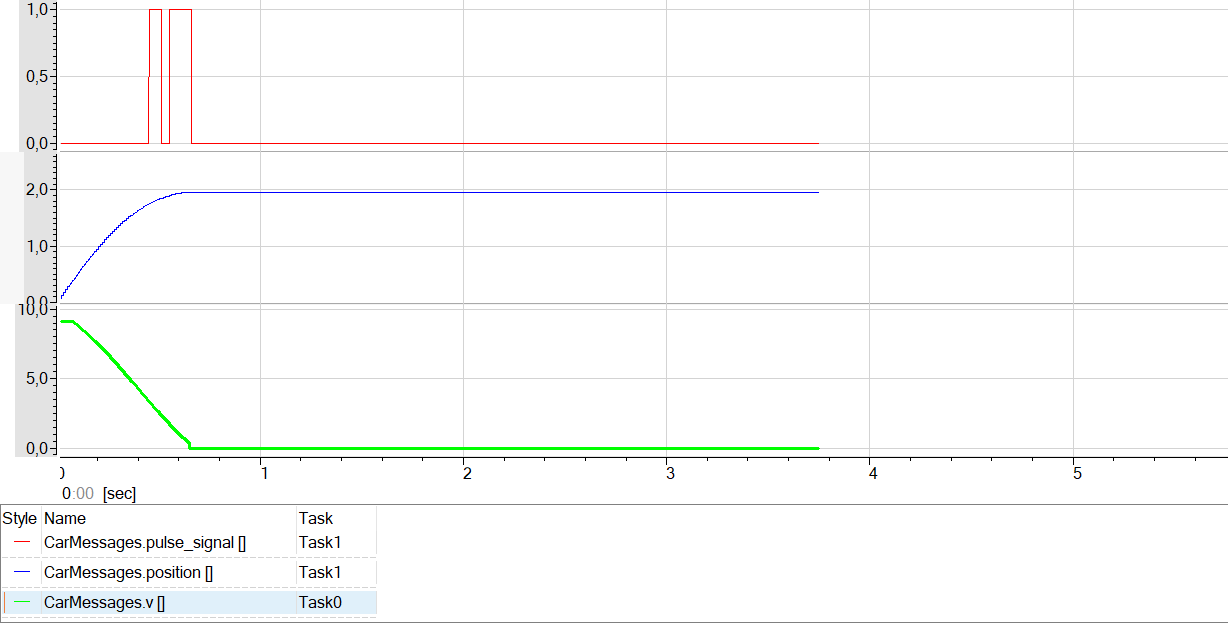 1,0
0,5
0,0
2,0
1,0
0,0
10,0
5,0
0,0
0 1 2 3 4 5
0:00 [sec]
Style Name Task
CarMessages.pulse_signal [] Task1
CarMessages.position [] Task1
CarMessages.v [] Task0